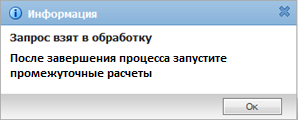 Информация
Запрос взят в обработку
После завершения процесса запустите
промежуточные расчеты
Ок